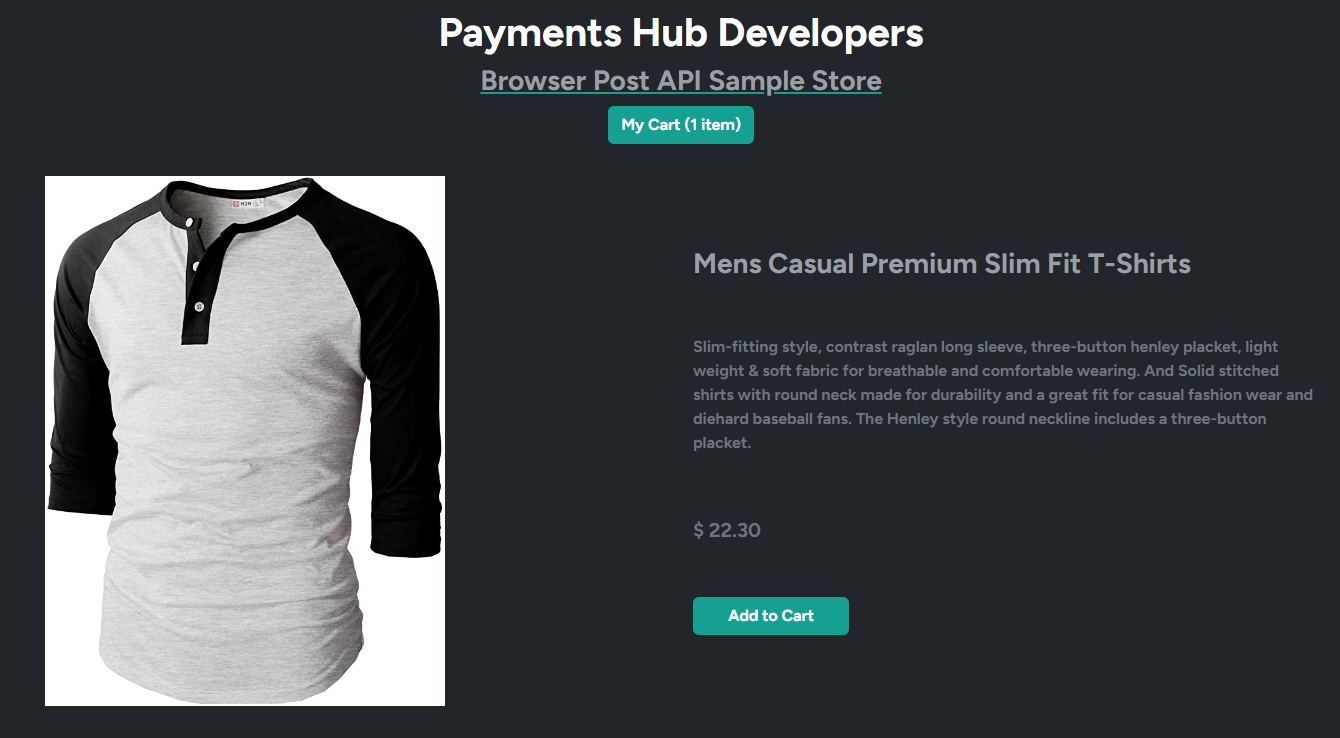 Payments Hub Developers
Browser Post API Sample Store
My Cart (1 item)
H2H
Mens Casual Premium Slim Fit T-Shirts
Slim-fitting style, contrast raglan long sleeve, three-button henley placket, light
weight & soft fabric for breathable and comfortable wearing. And Solid stitched
shirts with round neck made for durability and a great fit for casual fashion wear and
diehard baseball fans. The Henley style round neckline includes a three-button
placket.
$ 22.30
Add to Cart